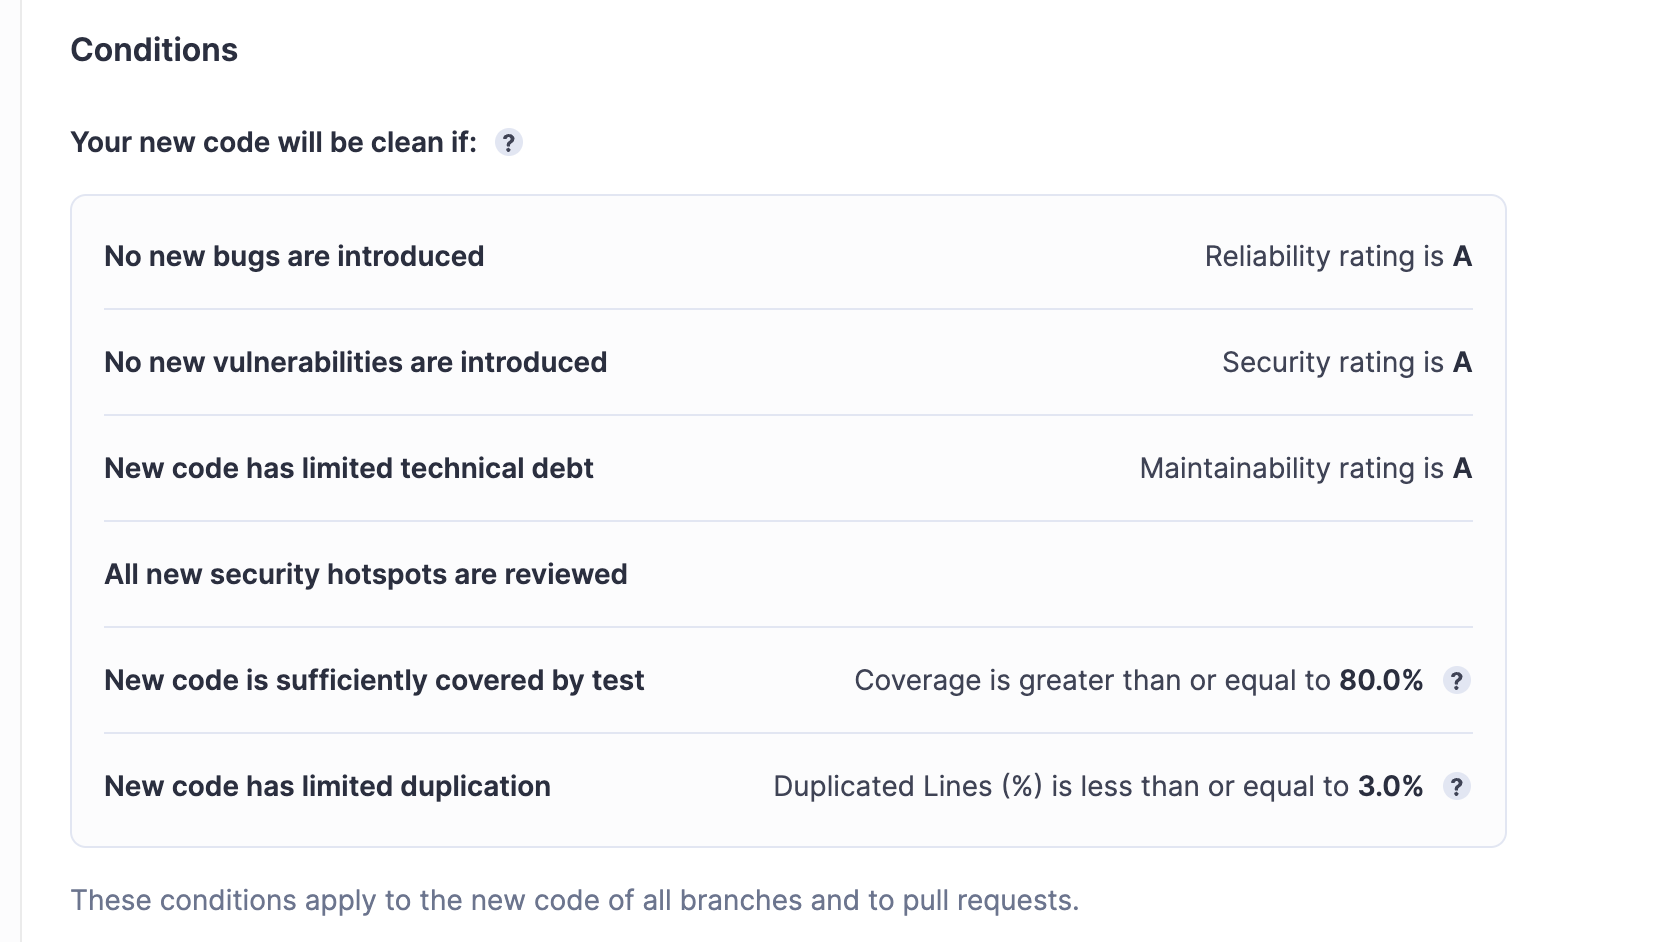 Conditions
Your new code will be clean if: ?
No new bugs are introduced Reliability rating is A
No new vulnerabilities are introduced Security rating is A
New code has limited technical debt Maintainability rating is A
All new security hotspots are reviewed
New code is sufficiently covered by test Coverage is greater than or equal to 80.0% ?
New code has limited duplication Duplicated Lines (%) is less than or equal to 3.0% ?
These conditions apply to the new code of all branches and to pull requests.